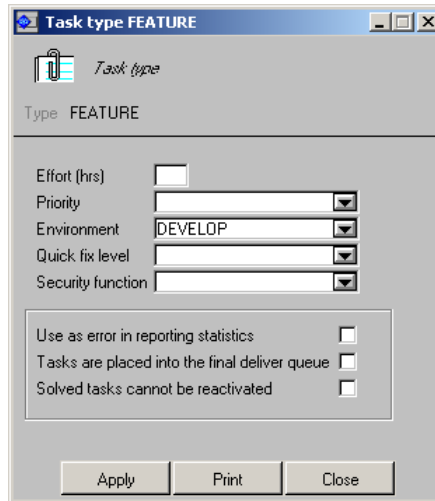 Task type FEATURE
Task type
Type FEATURE
Effort (hrs)
Priority
Environment DEVELOP
Quick fix level
Security function
Use as error in reporting statistics
Tasks are placed into the final deliver queue
Solved tasks cannot be reactivated
Apply Print Close